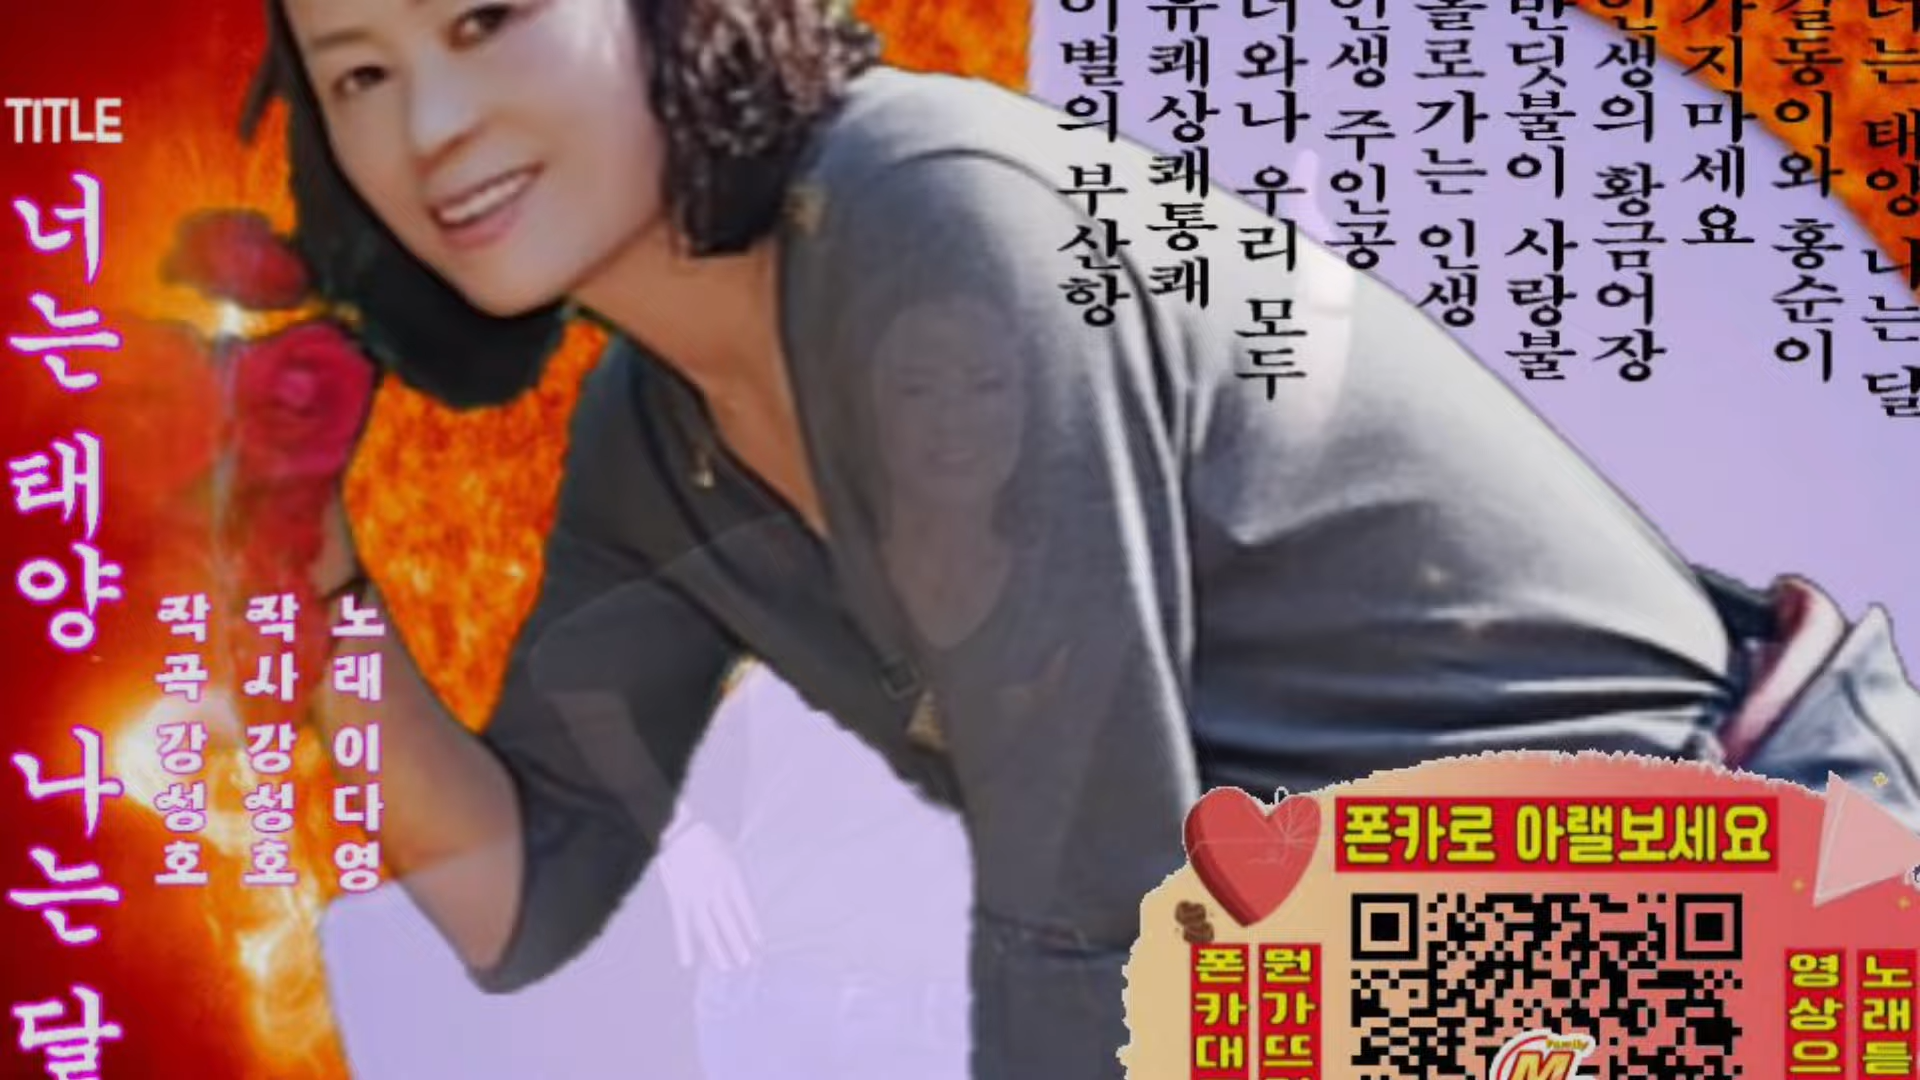 TITLE
너는 태양 나는 달
작곡 강성호
작사 강성호
노래 이다영
이별의 부산항
유쾌상쾌통쾌
너와나 우리 모두
인생 주인공
홀로가는 인생
반딧불이 사랑불
인생의 황금어장
가지마세요
길동이와 홍순이
너는 태양 나는 달
폰카로 아랠보세요
폰카대
원가뜨
영상으
노래를
Family
M